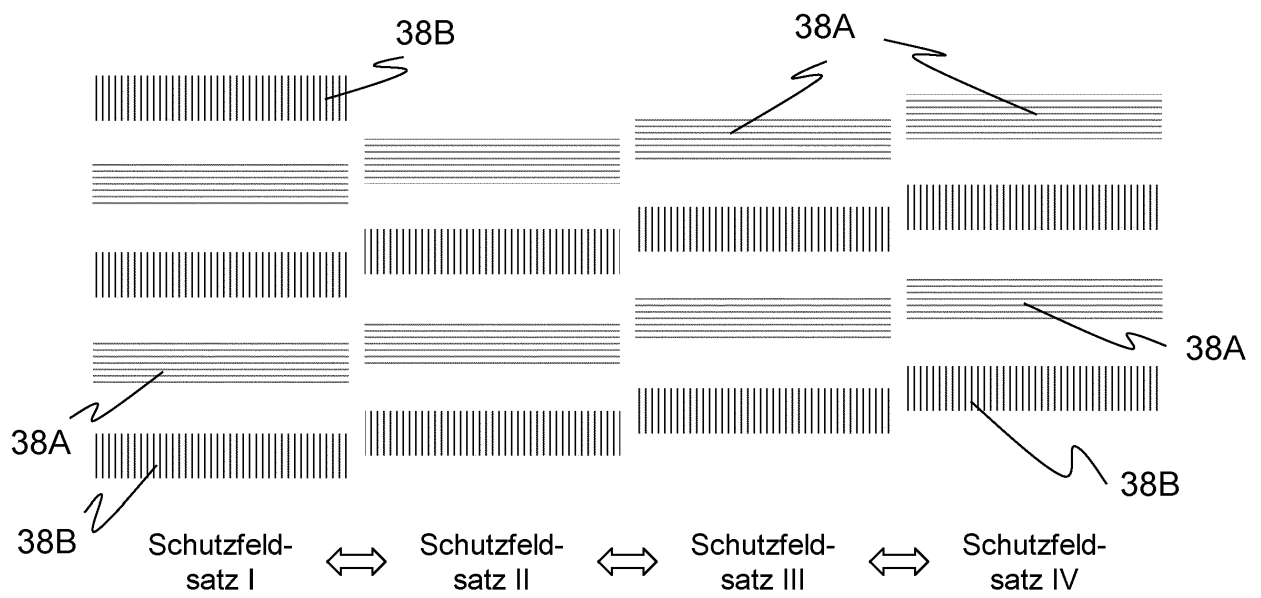 38B
38A
38A
38A
38B
38B
Schutzfeld-
satz I
Schutzfeld-
satz II
Schutzfeld-
satz III
Schutzfeld-
satz IV